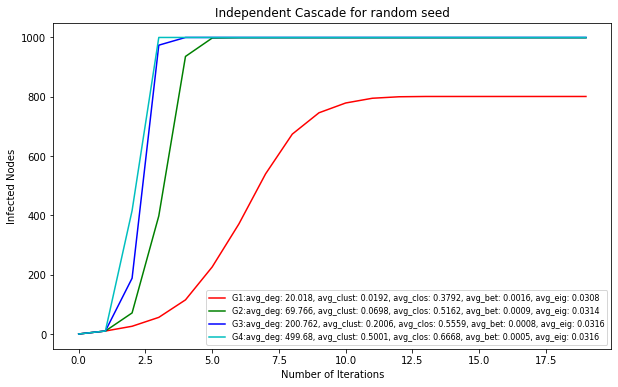 Independent Cascade for random seed
Infected Nodes
1000
800
600
400
200
0
G1:avg_deg: 20.018, avg_clust: 0.0192, avg_clos: 0.3792, avg_bet: 0.0016, avg_eig: 0.0308
G2:avg_deg: 69.766, avg_clust: 0.0698, avg_clos: 0.5162, avg_bet: 0.0009, avg_eig: 0.0314
G3:avg_deg: 200.762, avg_clust: 0.2006, avg_clos: 0.5559, avg_bet: 0.0008, avg_eig: 0.0316
G4:avg_deg: 499.68, avg_clust: 0.5001, avg_clos: 0.6668, avg_bet: 0.0005, avg_eig: 0.0316
0.0 2.5 5.0 7.5 10.0 12.5 15.0 17.5
Number of Iterations